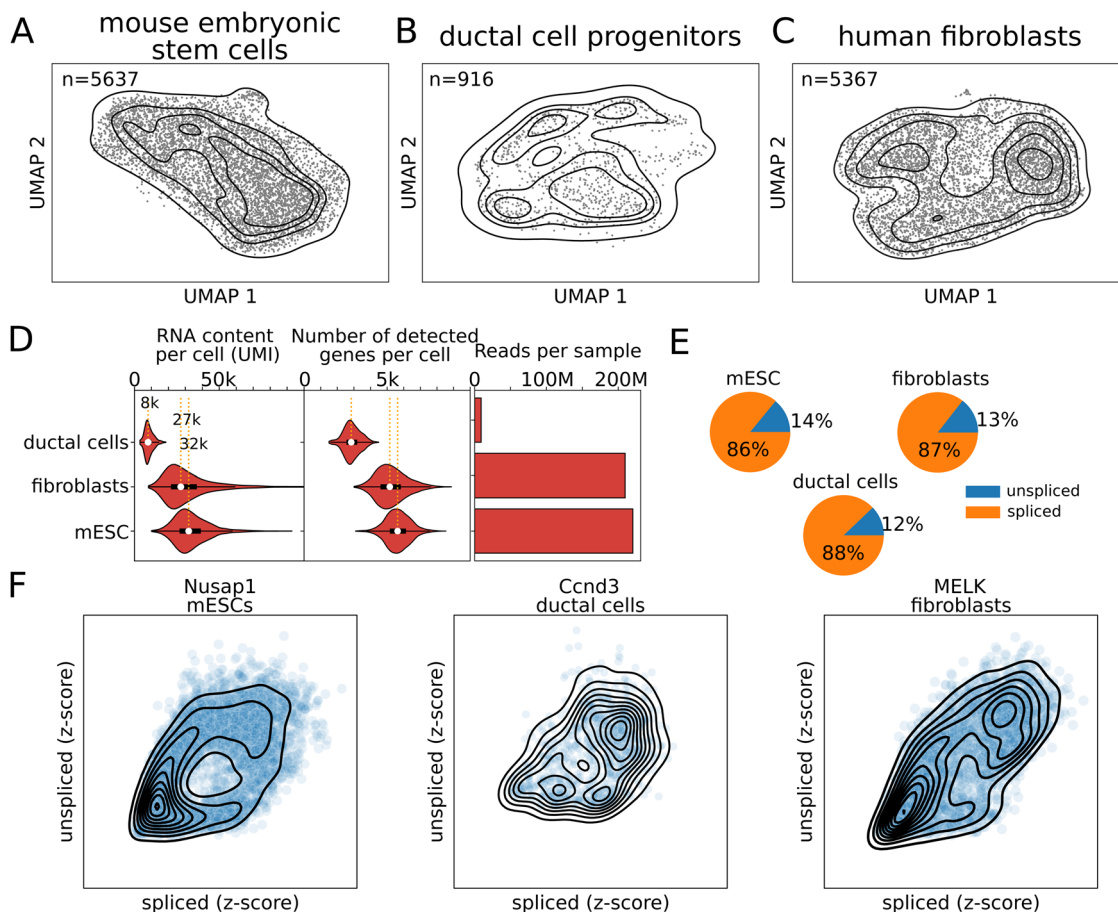 A
mouse embryonic
stem cells
n=5637
UMAP 2
UMAP 1
B
ductal cell progenitors
n=916
UMAP 2
UMAP 1
C
human fibroblasts
n=5367
UMAP 2
UMAP 1
D
RNA content
per cell (UMI)
0 50k
Number of detected
genes per cell
0 5k
Reads per sample
0 100M 200M
8k
27k
32k
ductal cells
fibroblasts
mESC
E
mESC
14%
86%
fibroblasts
13%
87%
ductal cells
12%
88%
unspliced
spliced
F
Nusap1
mESCs
unspliced (z-score)
spliced (z-score)
Ccnd3
ductal cells
unspliced (z-score)
spliced (z-score)
MELK
fibroblasts
unspliced (z-score)
spliced (z-score)